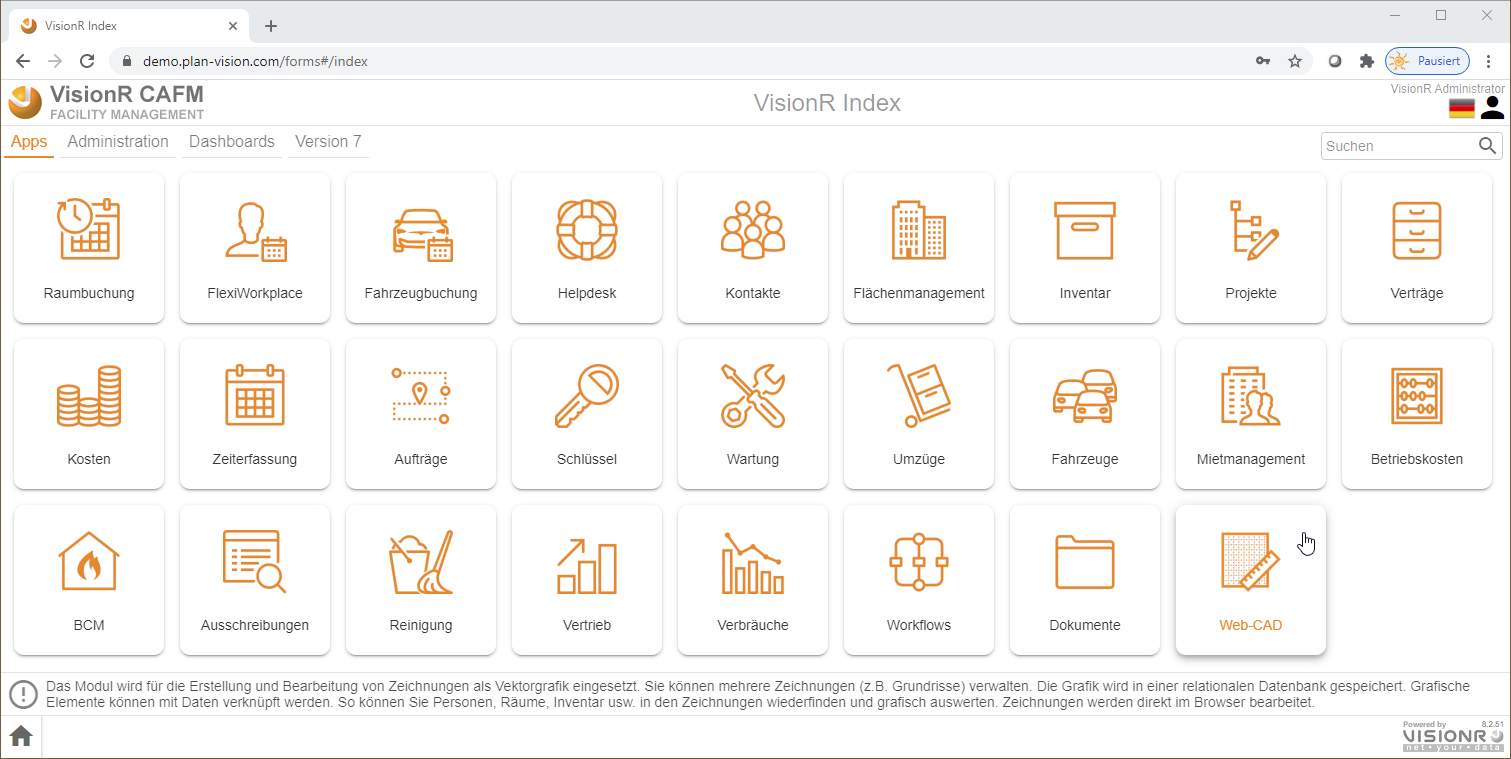 VisionR Index
demo.plan-vision.com/forms#/index
Pausiert
VisionR CAFM
FACILITY MANAGEMENT
VisionR Index
VisionR Administrator
Apps Administration Dashboards Version 7
Suchen
Raumbuchung FlexiWorkplace Fahrzeugbuchung Helpdesk Kontakte Flächenmanagement Inventar Projekte Verträge
Kosten Zeiterfassung Aufträge Schlüssel Wartung Umzüge Fahrzeuge Mietmanagement Betriebskosten
BCM Ausschreibungen Reinigung Vertrieb Verbräuche Workflows Dokumente Web-CAD
Das Modul wird für die Erstellung und Bearbeitung von Zeichnungen als Vektorgrafik eingesetzt. Sie können mehrere Zeichnungen (z.B. Grundrisse) verwalten. Die Grafik wird in einer relationalen Datenbank gespeichert. Grafische
Elemente können mit Daten verknüpft werden. So können Sie Personen, Räume, Inventar usw. in den Zeichnungen wiederfinden und grafisch auswerten. Zeichnungen werden direkt im Browser bearbeitet.
Powered by 8.2.51
VISIONR
net • your • data